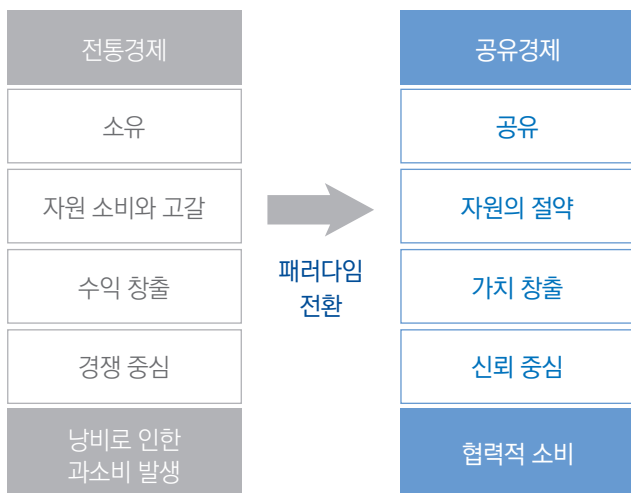 전통경제
소유
자원 소비와 고갈
수익 창출
경쟁 중심
낭비로 인한
과소비 발생
패러다임
전환
공유경제
공유
자원의 절약
가치 창출
신뢰 중심
협력적 소비